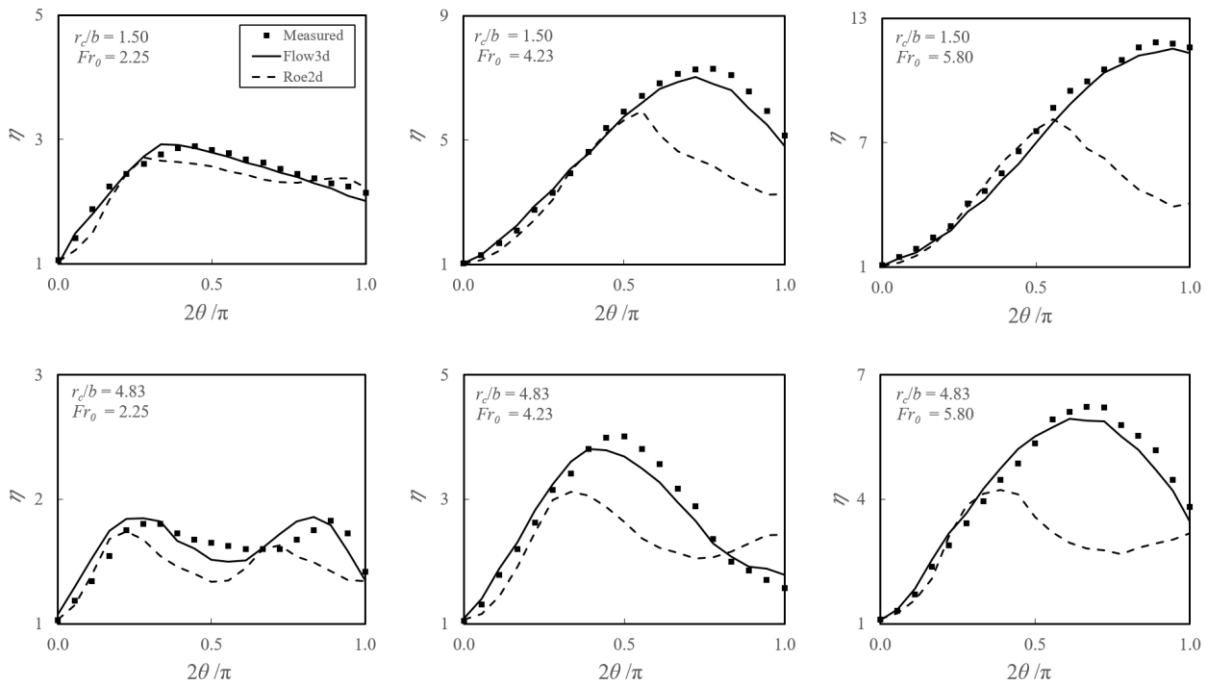 5
r_c/b = 1.50
Fr_0 = 2.25
Measured
Flow3d
Roe2d
η
3
1
0.0
0.5
1.0
2θ /π
9
r_c/b = 1.50
Fr_0 = 4.23
η
5
1
0.0
0.5
1.0
2θ /π
13
r_c/b = 1.50
Fr_0 = 5.80
η
7
1
0.0
0.5
1.0
2θ /π
3
r_c/b = 4.83
Fr_0 = 2.25
η
2
1
0.0
0.5
1.0
2θ /π
5
r_c/b = 4.83
Fr_0 = 4.23
η
3
1
0.0
0.5
1.0
2θ /π
7
r_c/b = 4.83
Fr_0 = 5.80
η
4
1
0.0
0.5
1.0
2θ /π